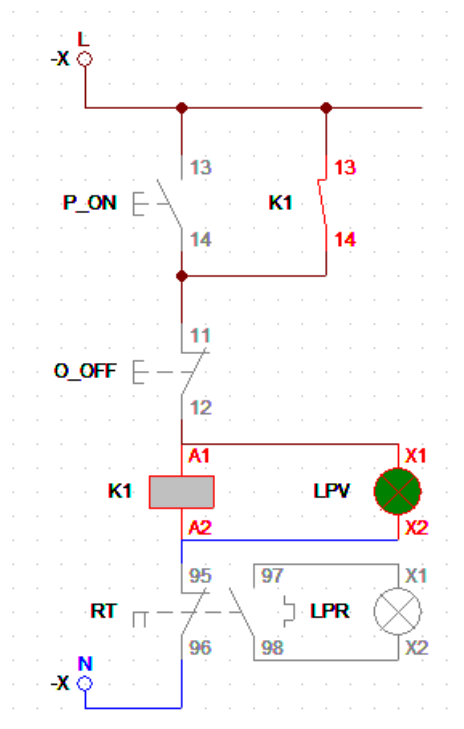 L
-X
13 13
P_ON K1
14 14
11
O_OFF
12
A1 X1
K1 LPV
A2 X2
95 97 X1
RT LPR
96 98 X2
N
-X